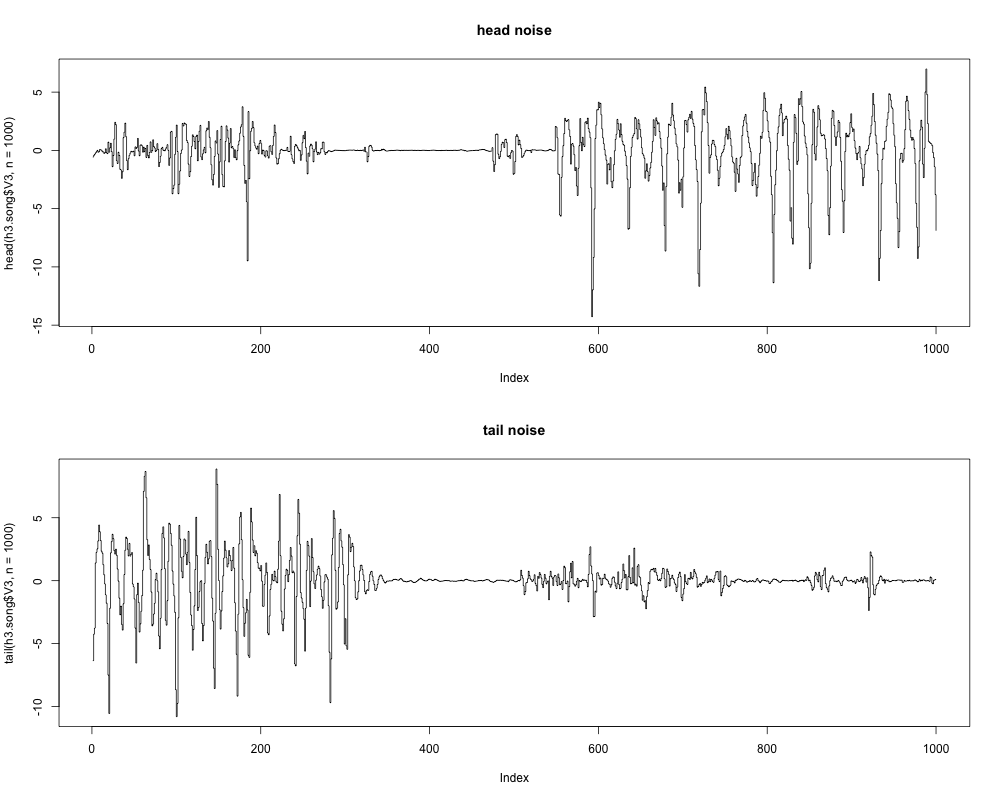 head noise
head(h3.song$V3, n = 1000)
5
0
-5
-10
-15
0 200 400 600 800 1000
Index
tail noise
tail(h3.song$V3, n = 1000)
5
0
-5
-10
0 200 400 600 800 1000
Index